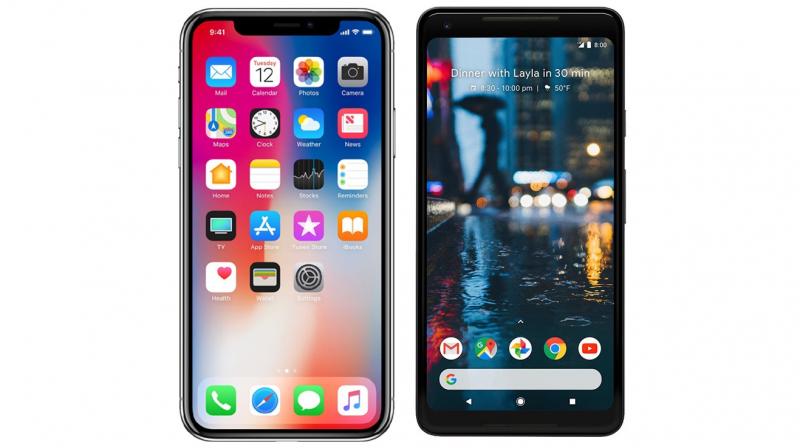 9:41
Tuesday
12
Mail
Calendar
Photos
Camera
Maps
Clock
Weather
News
Home
Notes
Stocks
Reminders
TV
App Store
iTunes Store
iBooks
Health
Wallet
Settings
8:00
Dinner with Layla in 30 min
8:30 - 10:00 pm | 50°F
G